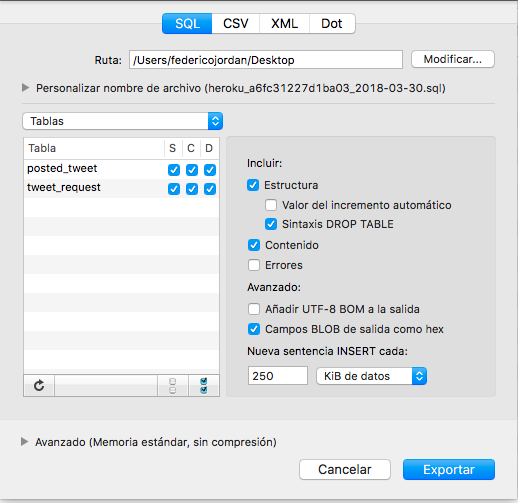 SQL CSV XML Dot
Ruta: /Users/federicojordan/Desktop Modificar...
Personalizar nombre de archivo (heroku_a6fc31227d1ba03_2018-03-30.sql)
Tablas
Tabla S C D
posted_tweet
tweet_request
Incluir:
Estructura
Valor del incremento automático
Sintaxis DROP TABLE
Contenido
Errores
Avanzado:
Añadir UTF-8 BOM a la salida
Campos BLOB de salida como hex
Nueva sentencia INSERT cada:
250 KiB de datos
Avanzado (Memoria estándar, sin compresión)
Cancelar Exportar